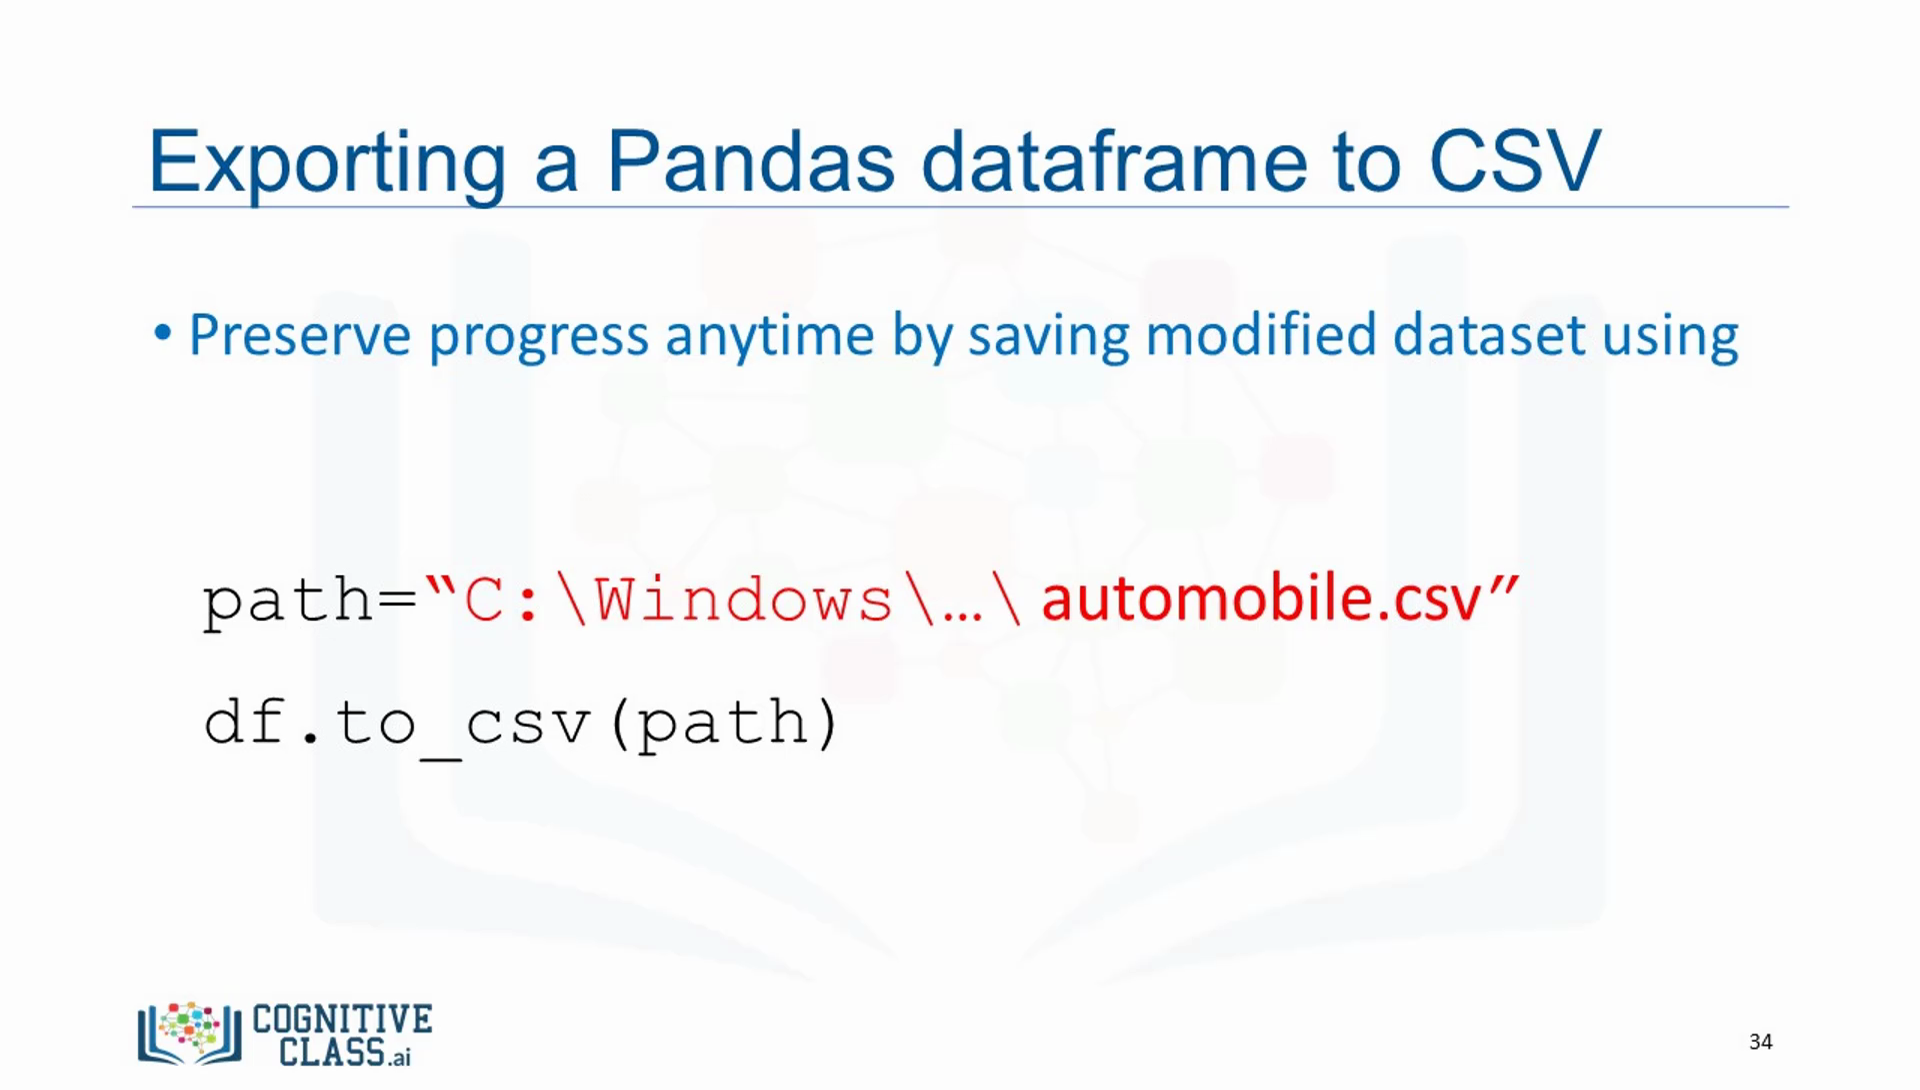 Exporting a Pandas dataframe to CSV
• Preserve progress anytime by saving modified dataset using
path=“C:\Windows\…\ automobile.csv”
df.to_csv(path)
COGNITIVE
CLASS.ai
34